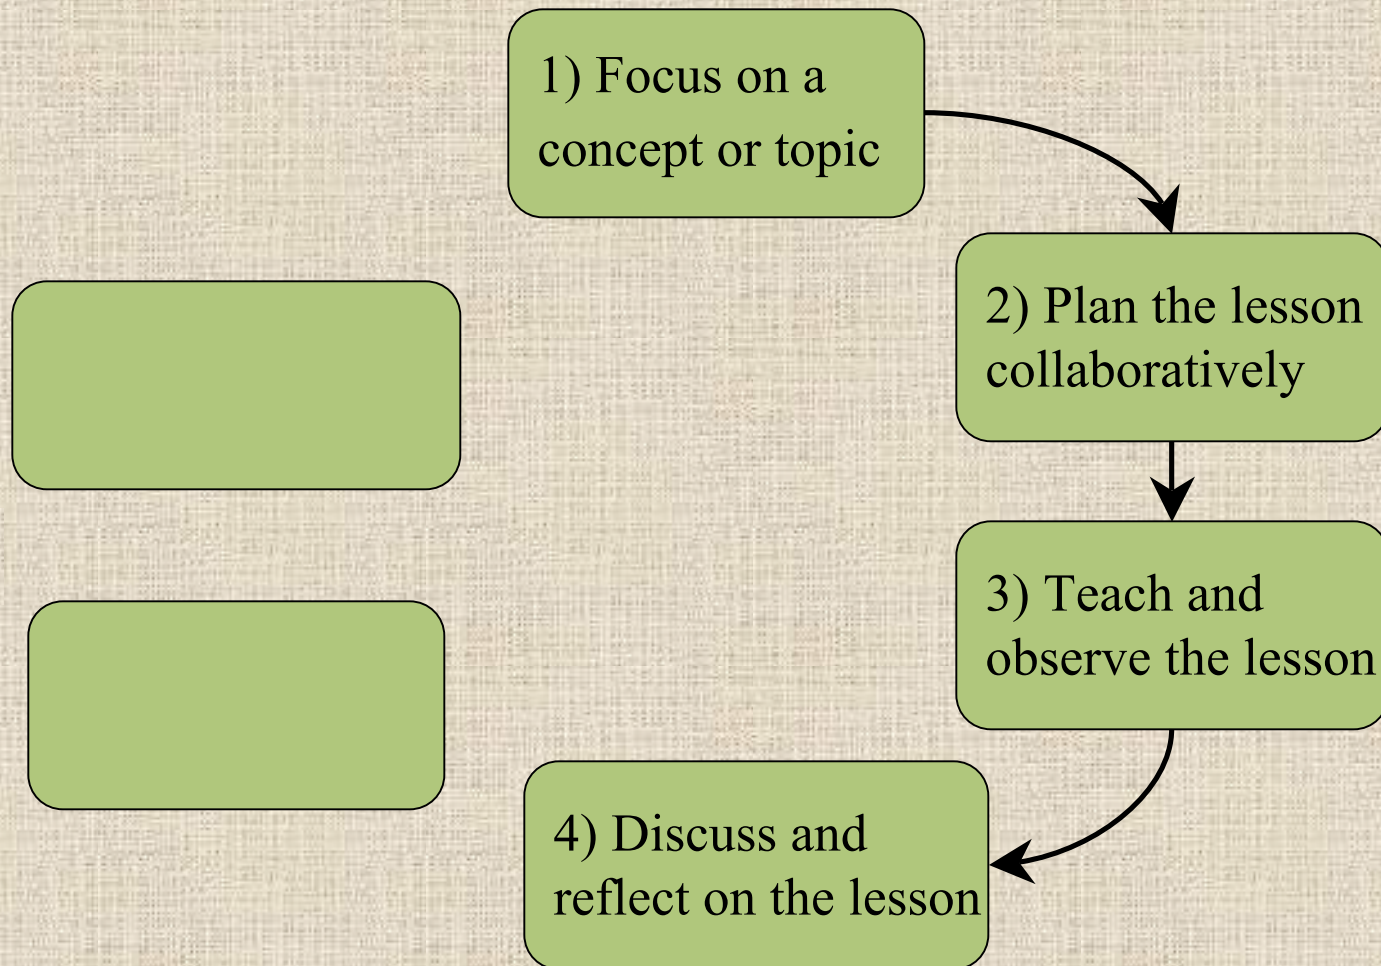 1) Focus on a
concept or topic
2) Plan the lesson
collaboratively
3) Teach and
observe the lesson
4) Discuss and
reflect on the lesson